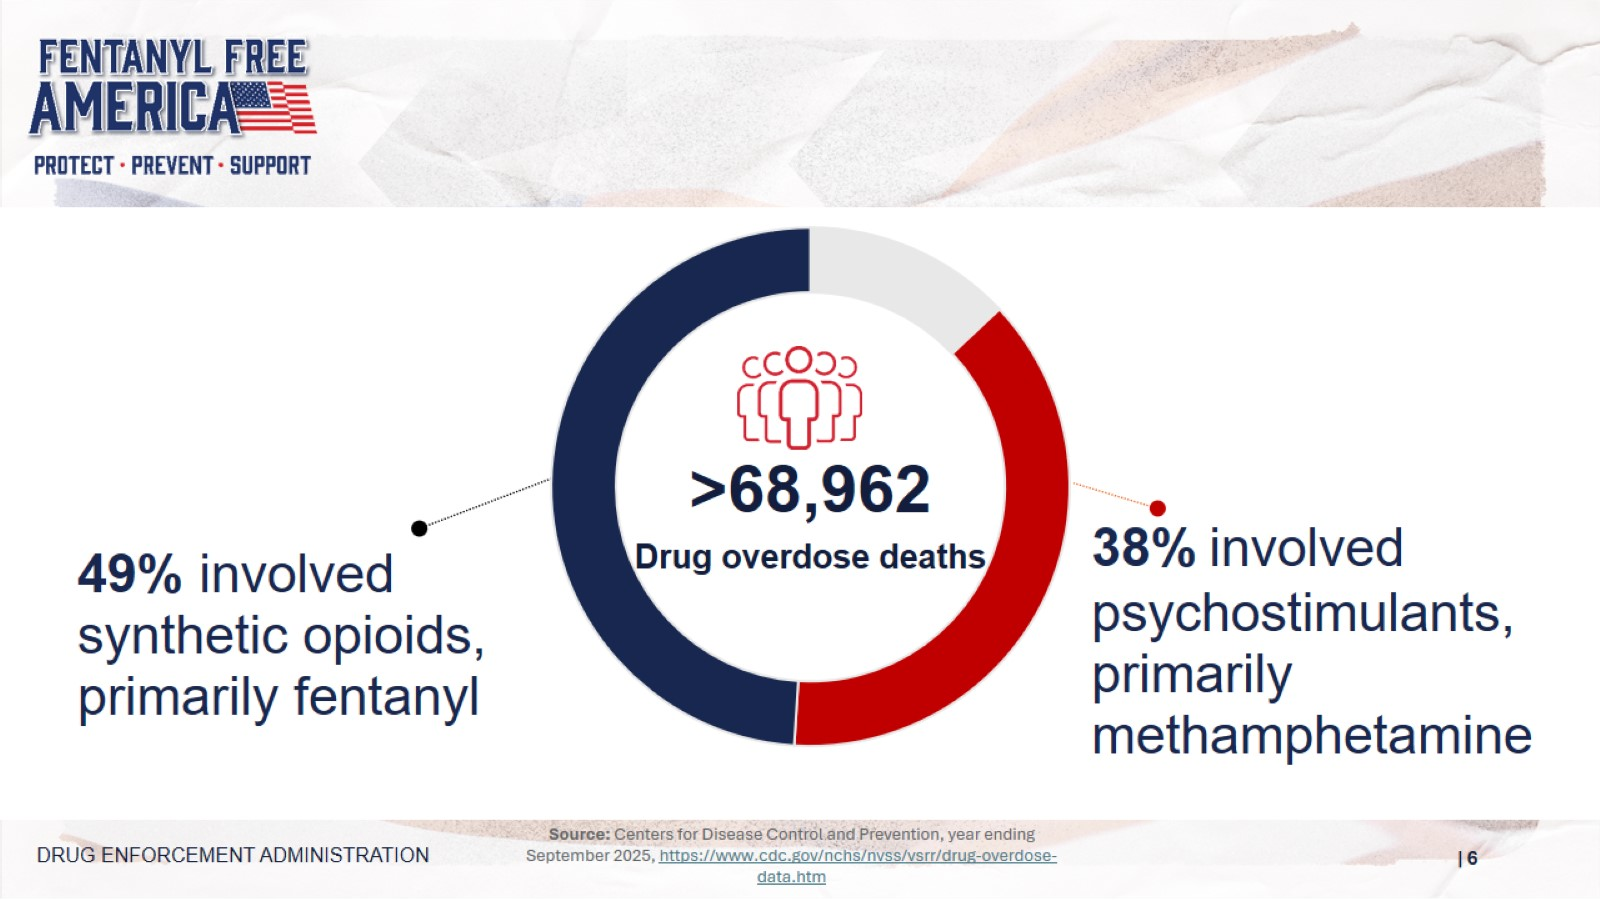 FENTANYL FREE
AMERICA
PROTECT · PREVENT · SUPPORT
>68,962
Drug overdose deaths
49% involved
synthetic opioids,
primarily fentanyl
38% involved
psychostimulants,
primarily
methamphetamine
DRUG ENFORCEMENT ADMINISTRATION
Source: Centers for Disease Control and Prevention, year ending
September 2025, https://www.cdc.gov/nchs/nvss/vsrr/drug-overdose-
data.htm
| 6